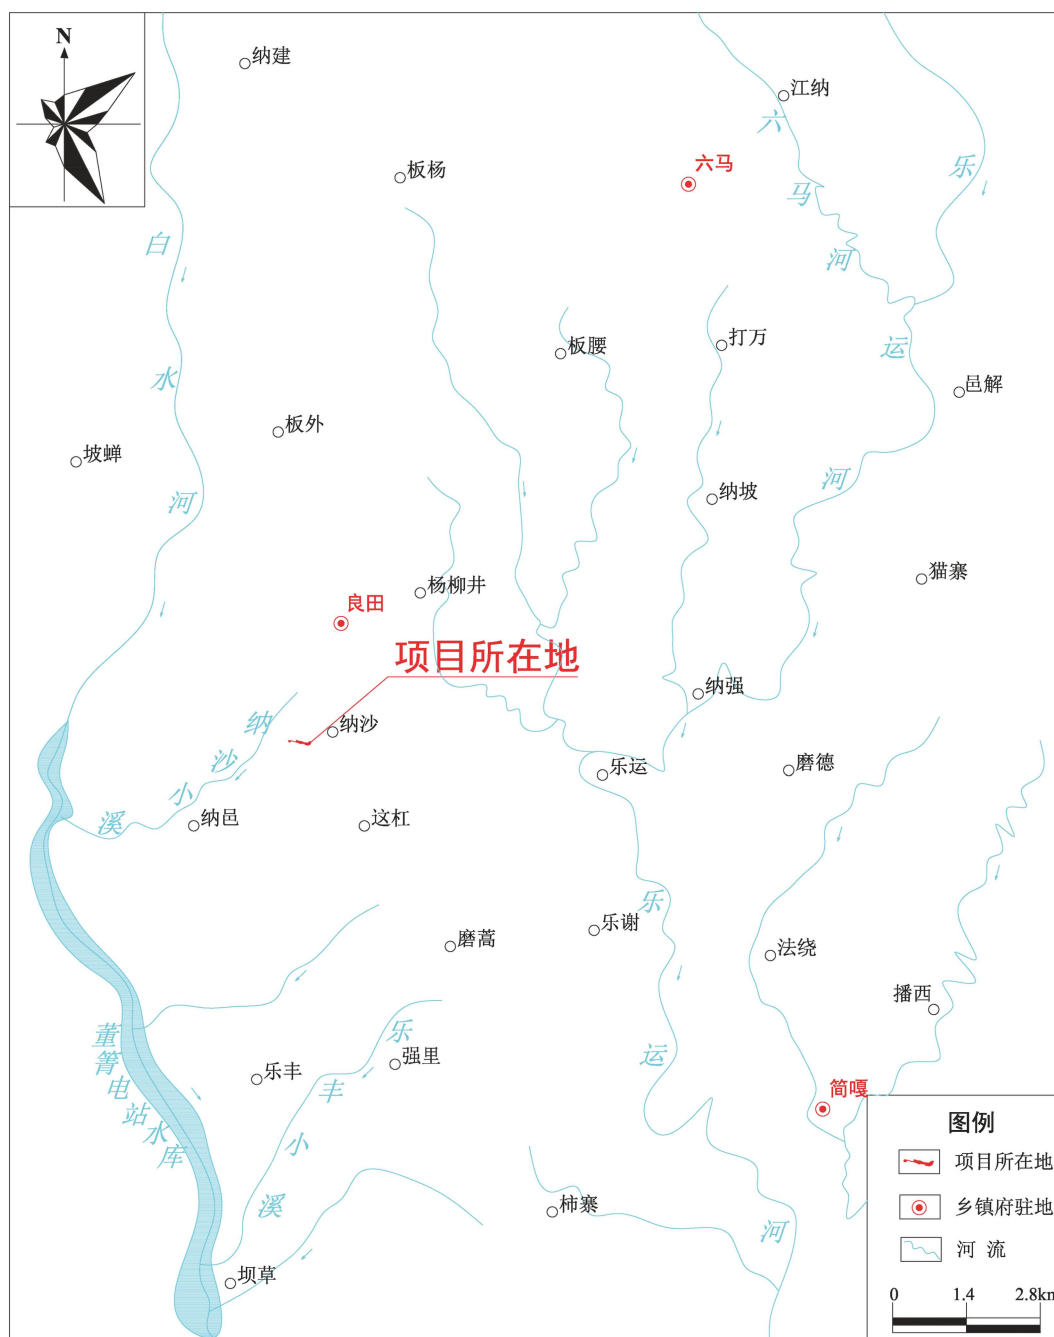 N
纳建
江纳
六马河
板杨
六马
乐运河
白水河
板腰
打万
邑解
板外
坡蝉
纳坡
杨柳井
猫寨
良田
项目所在地
纳强
纳沙小溪
纳沙
乐运
磨德
纳邑
这杠
乐运河
乐谢
磨蒿
法绕
播西
董箐电站水库
乐丰小溪
强里
乐丰
简嘎
柿寨
坝草
图例
项目所在地
乡镇府驻地
河 流
0 1.4 2.8km